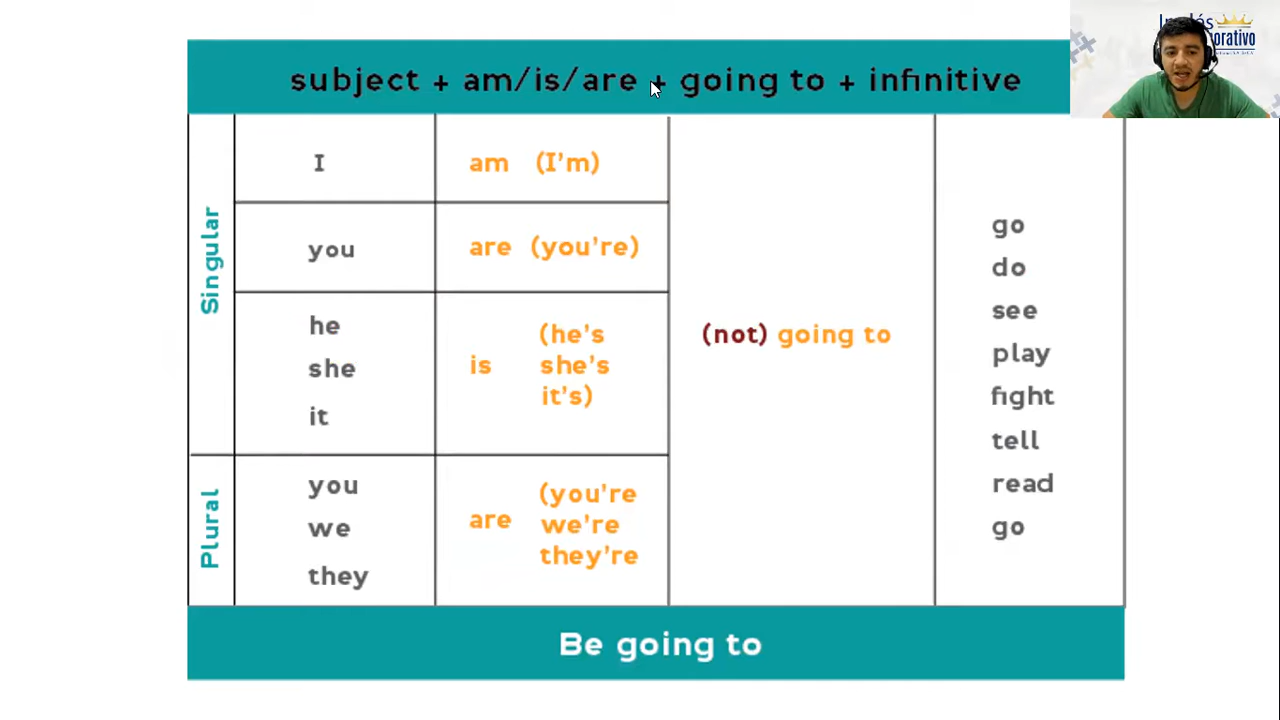 Inglés
orativo
subject + am/is/are + going to + infinitive
Singular
I
am (I'm)
you
are (you're)
he
she
it
is
(he's
she's
it's)
Plural
you
we
they
are
(you're
we're
they're
(not) going to
go
do
see
play
fight
tell
read
go
Be going to